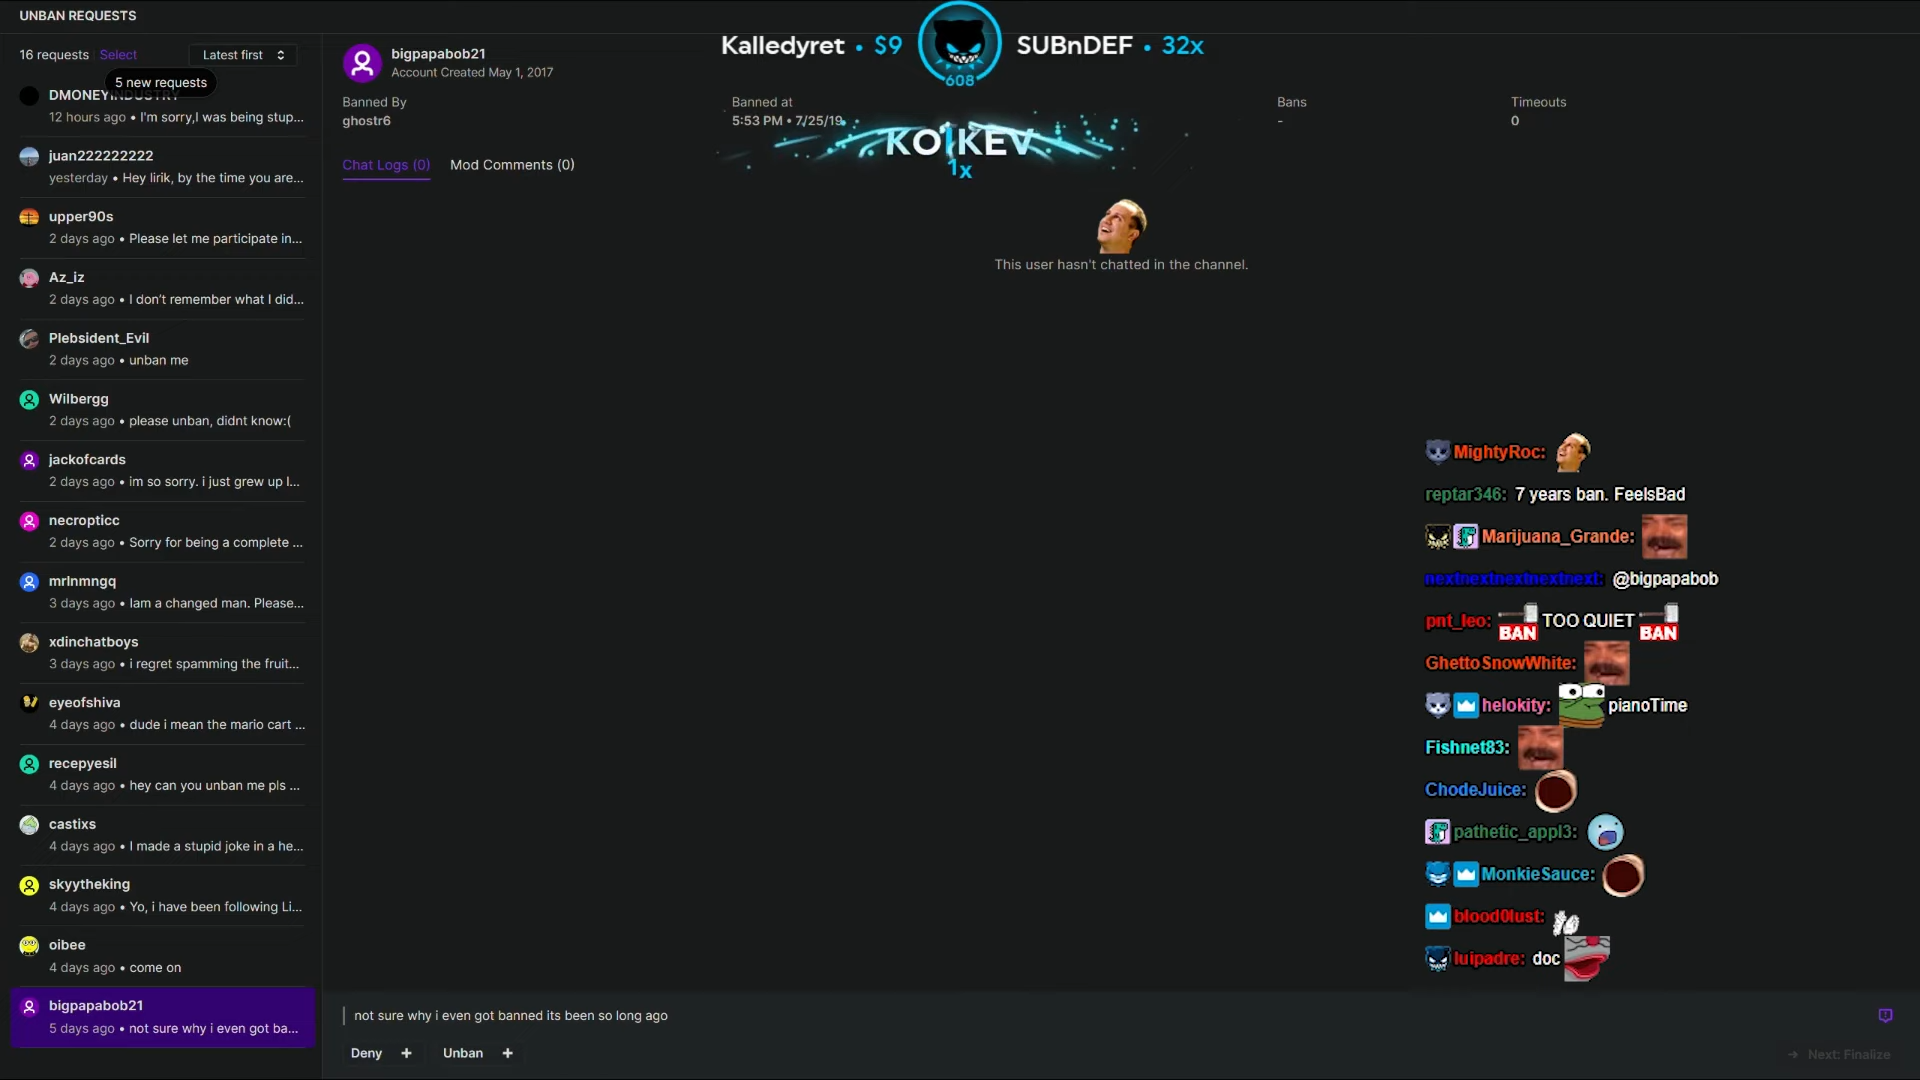 UNBAN REQUESTS
16 requests Select
Latest first
5 new requests
12 hours ago • I'm sorry,I was being stup...
juan222222222
yesterday • Hey lirik, by the time you are...
upper90s
2 days ago • Please let me participate in...
Az_iz
2 days ago • I don't remember what I did...
Plebsident_Evil
2 days ago • unban me
Wilbergg
2 days ago • please unban, didnt know:(
jackofcards
2 days ago • im so sorry. i just grew up I...
necropticc
2 days ago • Sorry for being a complete ...
mrlnmngq
3 days ago • Iam a changed man. Please...
xdinchatboys
3 days ago • i regret spamming the fruit...
eyeofshiva
4 days ago • dude i mean the mario cart ...
recepyesil
4 days ago • hey can you unban me pls ...
castixs
4 days ago • I made a stupid joke in a he...
skyytheking
4 days ago • Yo, i have been following Li...
oibee
4 days ago • come on
bigpapabob21
5 days ago • not sure why i even got ba...
bigpapabob21
Account Created May 1, 2017
Kalledyret • $9
608
SUBnDEF • 32x
Banned By
ghostr6
Banned at
5:53 PM • 7/25/19
Bans
-
Timeouts
0
KO KEV
1x
Chat Logs (0)
Mod Comments (0)
This user hasn't chatted in the channel.
MightyRoc:
reptar346: 7 years ban. FeelsBad
Marijuana_Grande:
nextnextnextnextnext: @bigpapabob
pnt_leo: BAN TOO QUIET BAN
GhettoSnowWhite:
helokity: pianoTime
Fishnet83:
ChodeJuice:
pathetic_appl3:
MonkieSauce:
blood0lust:
luipadre: doc
not sure why i even got banned its been so long ago
Deny +
Unban +
Next: Finalize